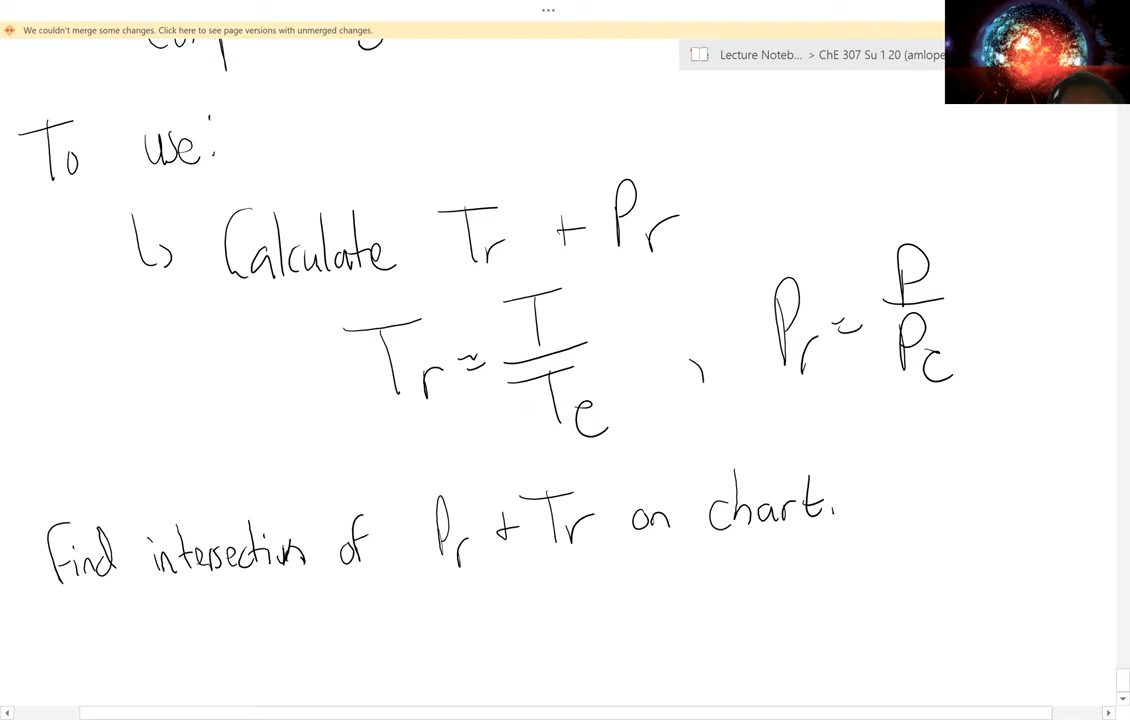 We couldn't merge some changes. Click here to see page versions with unmerged changes.
Lecture Noteb... > ChE 307 Su 1 20 (amlope
To use:
↳ Calculate Tr + Pr
Tr = T/Tc , Pr = P/Pc
Find intersection of Pr + Tr on chart.